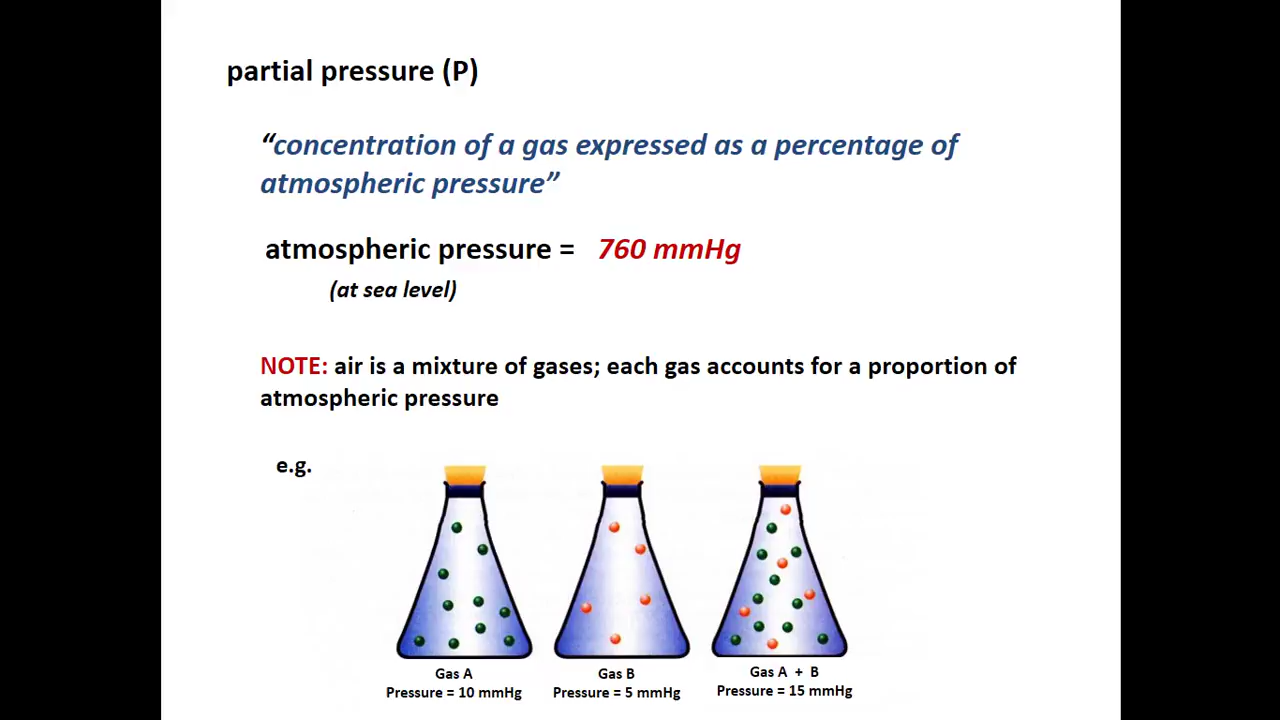 partial pressure (P)
“concentration of a gas expressed as a percentage of
atmospheric pressure”
atmospheric pressure = 760 mmHg
(at sea level)
NOTE: air is a mixture of gases; each gas accounts for a proportion of
atmospheric pressure
e.g.
Gas A
Pressure = 10 mmHg
Gas B
Pressure = 5 mmHg
Gas A + B
Pressure = 15 mmHg